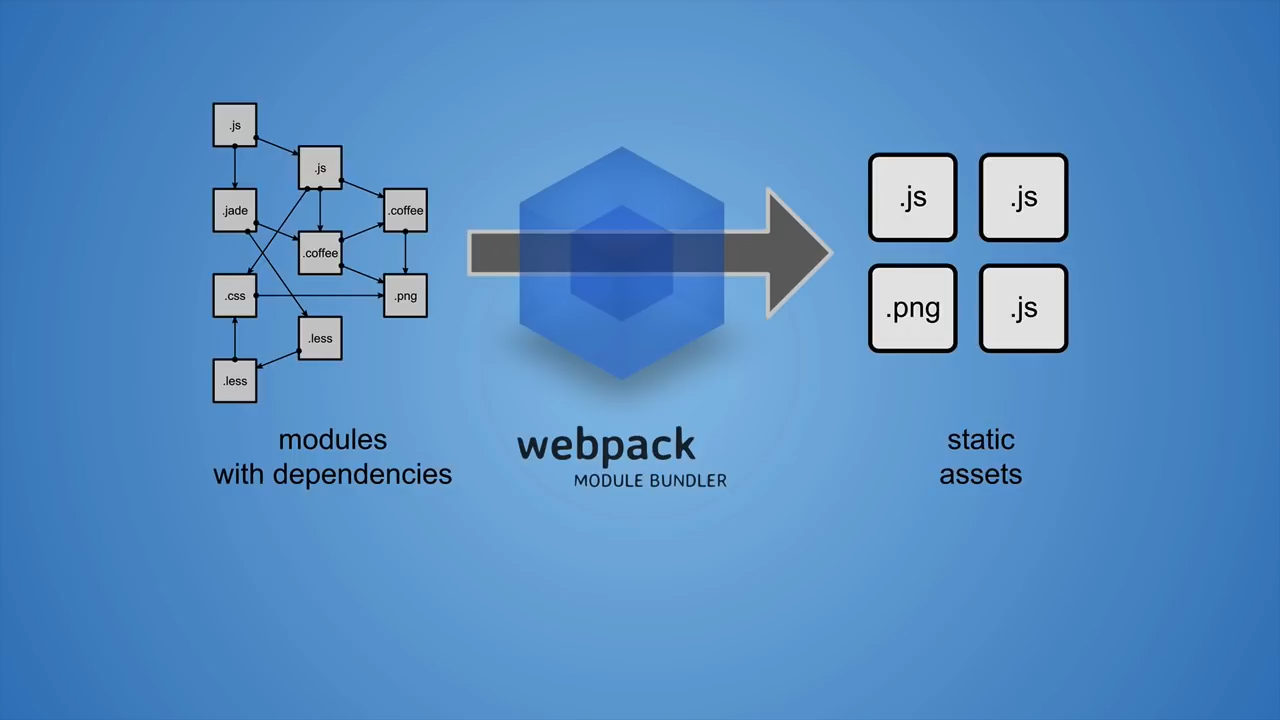 .js
.js
.jade
.coffee
.coffee
.css
.png
.less
.less
modules
with dependencies
webpack
MODULE BUNDLER
.js
.js
.png
.js
static
assets